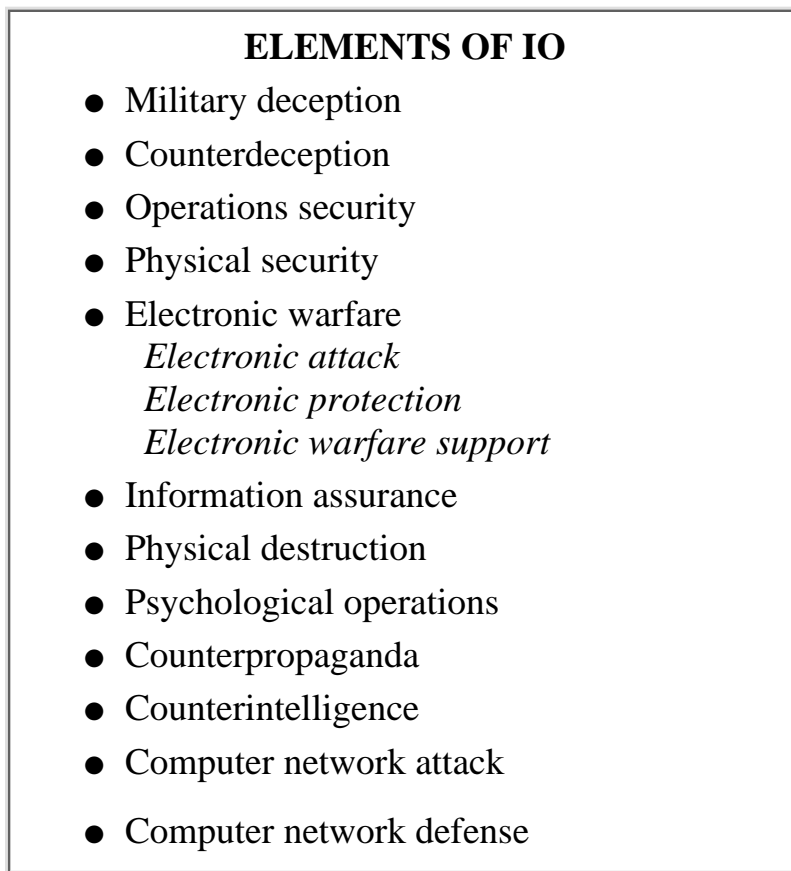 ELEMENTS OF IO
● Military deception
● Counterdeception
● Operations security
● Physical security
● Electronic warfare
Electronic attack
Electronic protection
Electronic warfare support
● Information assurance
● Physical destruction
● Psychological operations
● Counterpropaganda
● Counterintelligence
● Computer network attack
● Computer network defense